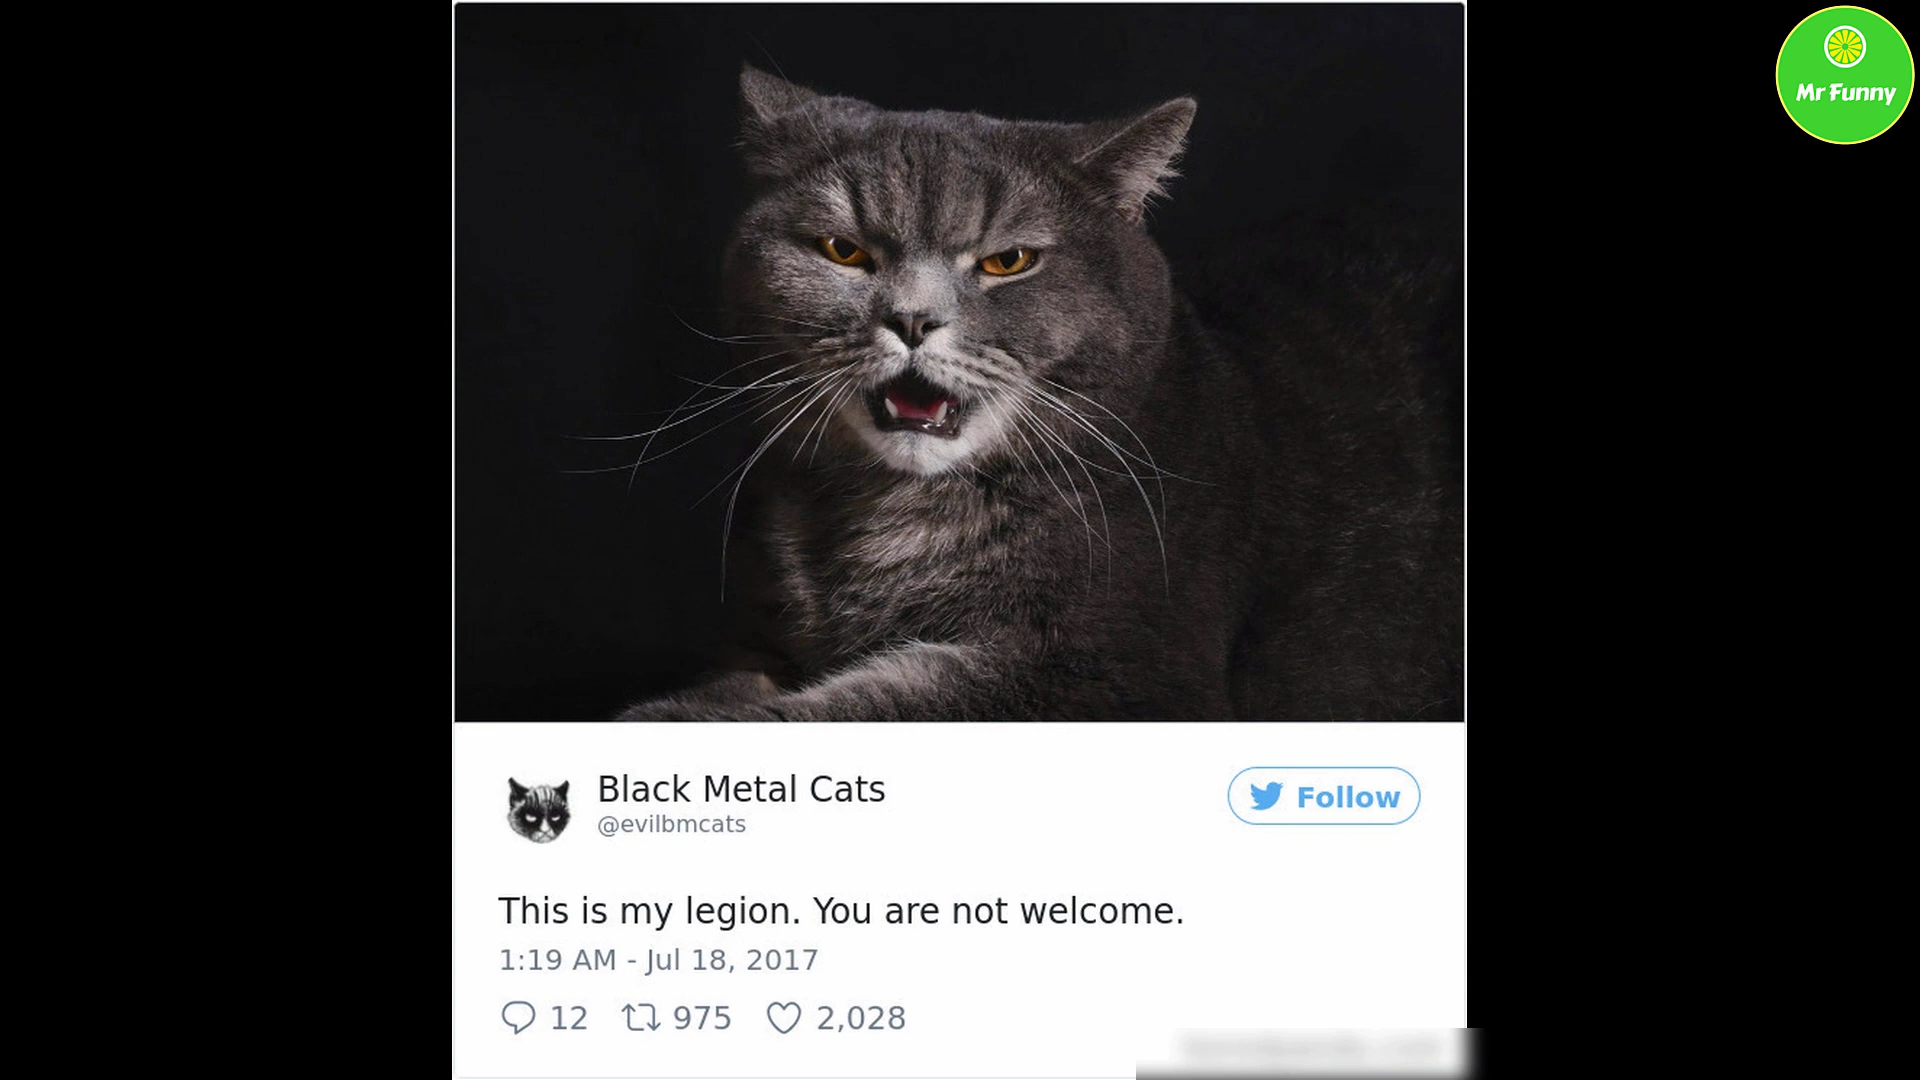 Mr Funny
Black Metal Cats
@evilbmcats
Follow
This is my legion. You are not welcome.
1:19 AM - Jul 18, 2017
12 975 2,028